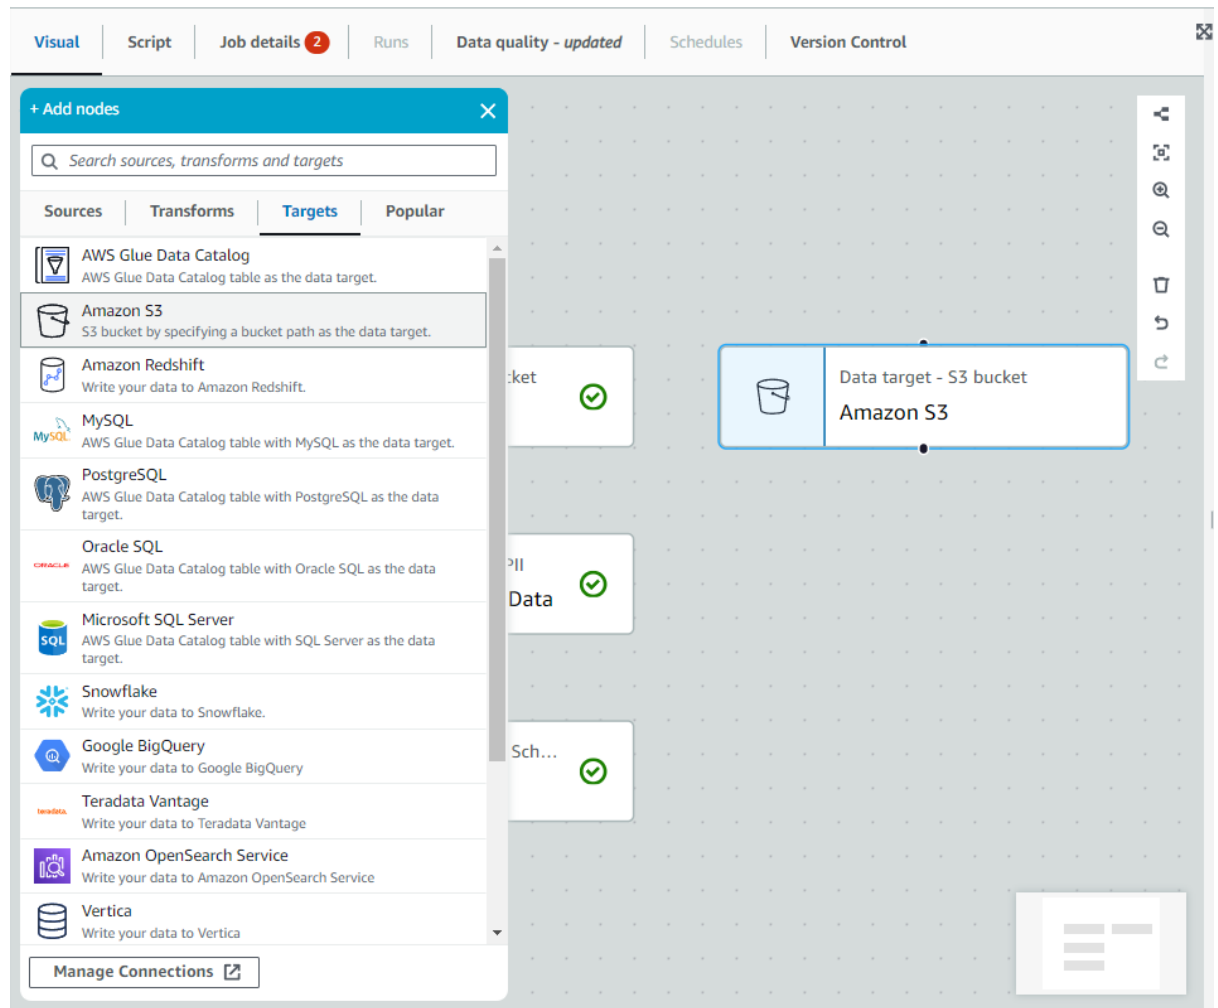 Visual
Script
Job details 2
Runs
Data quality - updated
Schedules
Version Control
+ Add nodes
Search sources, transforms and targets
Sources
Transforms
Targets
Popular
AWS Glue Data Catalog
AWS Glue Data Catalog table as the data target.
Amazon S3
S3 bucket by specifying a bucket path as the data target.
Amazon Redshift
Write your data to Amazon Redshift.
MySQL
MySQL
AWS Glue Data Catalog table with MySQL as the data target.
PostgreSQL
AWS Glue Data Catalog table with PostgreSQL as the data
target.
ORACLE
Oracle SQL
AWS Glue Data Catalog table with Oracle SQL as the data
target.
SQL
Microsoft SQL Server
AWS Glue Data Catalog table with SQL Server as the data
target.
Snowflake
Write your data to Snowflake.
Google BigQuery
Write your data to Google BigQuery
teradata.
Teradata Vantage
Write your data to Teradata Vantage
Amazon OpenSearch Service
Write your data to Amazon OpenSearch Service
Vertica
Write your data to Vertica
Manage Connections
cket
PII
Data
Sch...
Data target - S3 bucket
Amazon S3